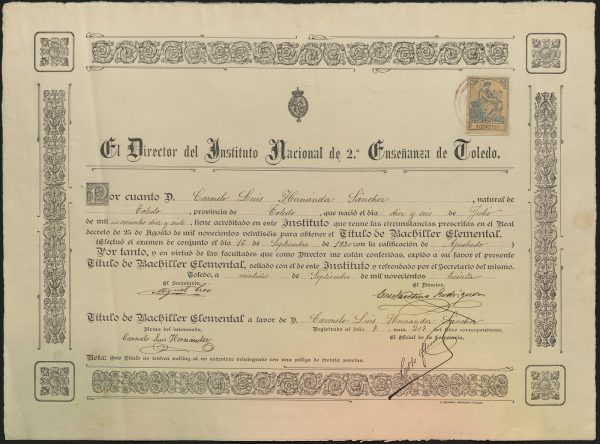 El Director del Instituto Nacional de 2.ª Enseñanza de Toledo.
Por cuanto D. Carmelo Luis Hernández Sánchez, natural de
Toledo, provincia de Toledo que nació el día diez y seis de Julio
de mil novecientos diez y siete, tiene acreditado en este Instituto que reune las circunstancias prescritas en el Real
decreto de 25 de Agosto de mil novecientos veintiséis para obtener el Título de Bachiller Elemental.
(Efectuó el examen de conjunto el día 16 de Septiembre de 1930 con la calificación de Aprobado)
Por tanto, y en virtud de las facultades que como Director me están conferidas, expido a su favor el presente
Título de Bachiller Elemental, sellado con el de este Instituto y refrendado por el Secretario del mismo.
Toledo a veintidos de Septiembre de mil novecientos treinta
El Secretario, El Director,
Constantino Rodríguez
Título de Bachiller Elemental a favor de D. Carmelo Luis Hernández Sánchez
Firma del interesado, Registrado al folio 9 num. 208 del libro correspondiente.
El Oficial de la Secretaría,
Carmelo Luis Hernández
Nota: Este Título no tendrá validez si no estuviere reintegrado con una póliza de treinta pesetas.